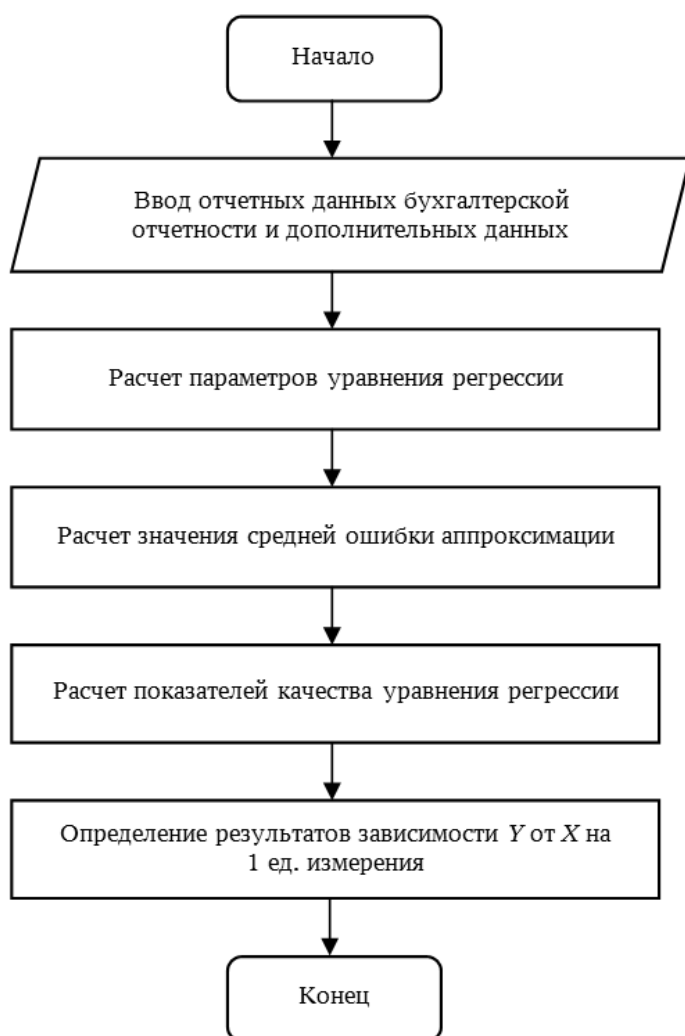 Начало
Ввод отчетных данных бухгалтерской
отчетности и дополнительных данных
Расчет параметров уравнения регрессии
Расчет значения средней ошибки аппроксимации
Расчет показателей качества уравнения регрессии
Определение результатов зависимости Y от X на
1 ед. измерения
Конец